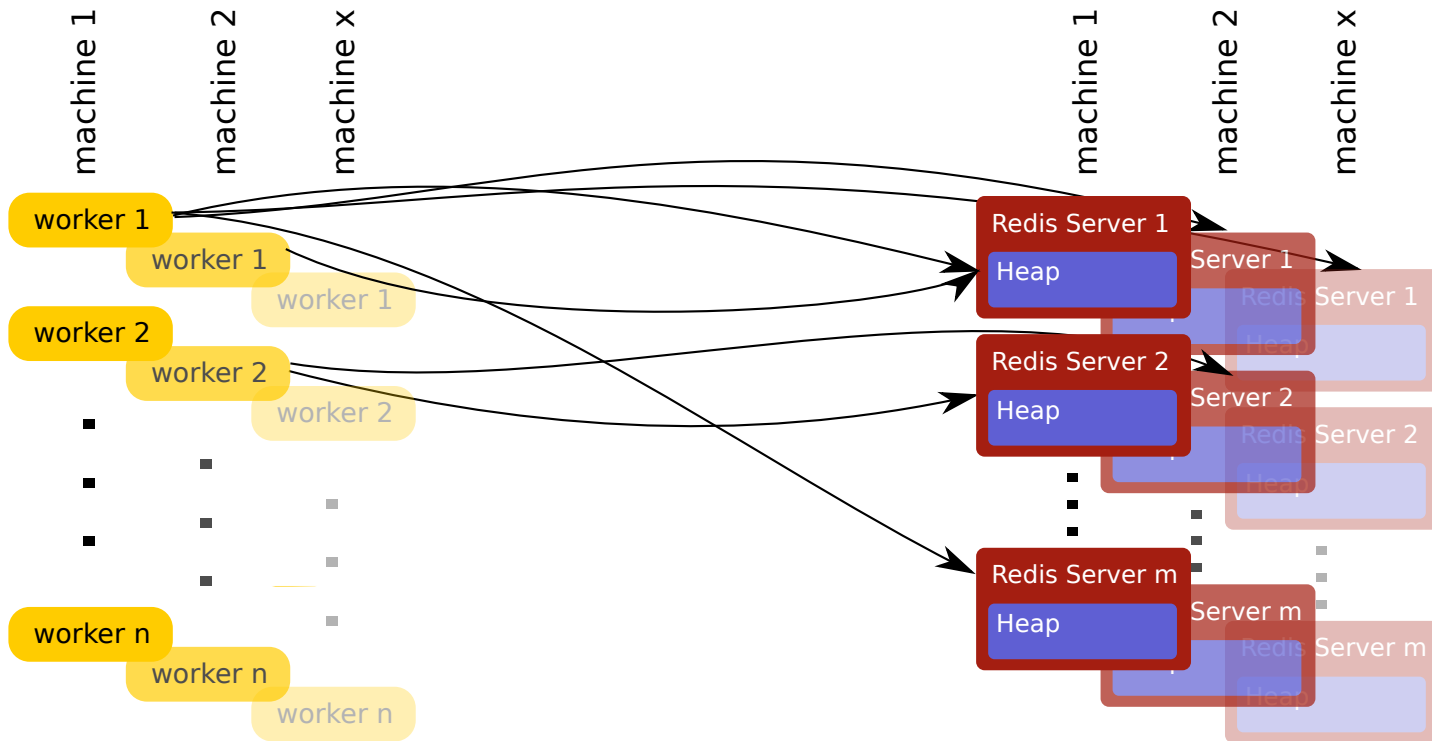 machine 1
machine 2
machine x
machine 1
machine 2
machine x
worker 1
worker 1
worker 1
worker 2
worker 2
worker 2
worker n
worker n
worker n
Redis Server 1
Heap
Server 1
Redis Server 1
Heap
Redis Server 2
Heap
Server 2
Redis Server 2
Heap
Redis Server m
Heap
Server m
Redis Server m
Heap